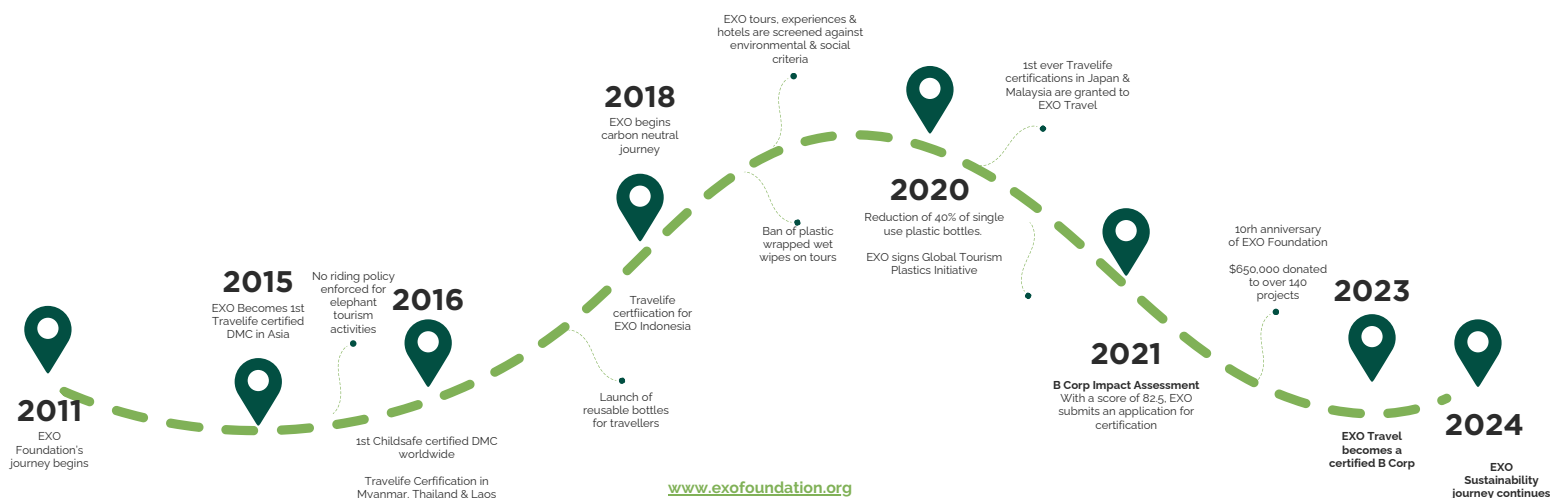 2011
EXO
Foundation's
journey begins
2015
EXO Becomes 1st
Travelife certified
DMC in Asia
No riding policy
enforced for
elephant
tourism
activities
2016
1st Childsafe certified DMC
worldwide
Travelife Cerfification in
Myanmar, Thailand & Laos
Launch of
reusable bottles
for travellers
Travelife
certfiication for
EXO Indonesia
2018
EXO begins
carbon neutral
journey
Ban of plastic
wrapped wet
wipes on tours
EXO tours, experiences &
hotels are screened against
environmental & social
criteria
2020
Reduction of 40% of single
use plastic bottles.
EXO signs Global Tourism
Plastics Initiative
1st ever Travelife
certifications in Japan &
Malaysia are granted to
EXO Travel
2021
B Corp Impact Assessment
With a score of 82.5, EXO
submits an application for
certification
10rh anniversary
of EXO Foundation
$650,000 donated
to over 140
projects
2023
EXO Travel
becomes a
certified B Corp
2024
EXO
Sustainability
journey continues
www.exofoundation.org